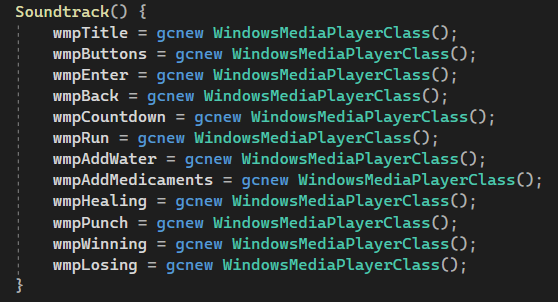 Soundtrack() {
wmpTitle = gcnew WindowsMediaPlayerClass();
wmpButtons = gcnew WindowsMediaPlayerClass();
wmpEnter = gcnew WindowsMediaPlayerClass();
wmpBack = gcnew WindowsMediaPlayerClass();
wmpCountdown = gcnew WindowsMediaPlayerClass();
wmpRun = gcnew WindowsMediaPlayerClass();
wmpAddWater = gcnew WindowsMediaPlayerClass();
wmpAddMedicaments = gcnew WindowsMediaPlayerClass();
wmpHealing = gcnew WindowsMediaPlayerClass();
wmpPunch = gcnew WindowsMediaPlayerClass();
wmpWinning = gcnew WindowsMediaPlayerClass();
wmpLosing = gcnew WindowsMediaPlayerClass();
}